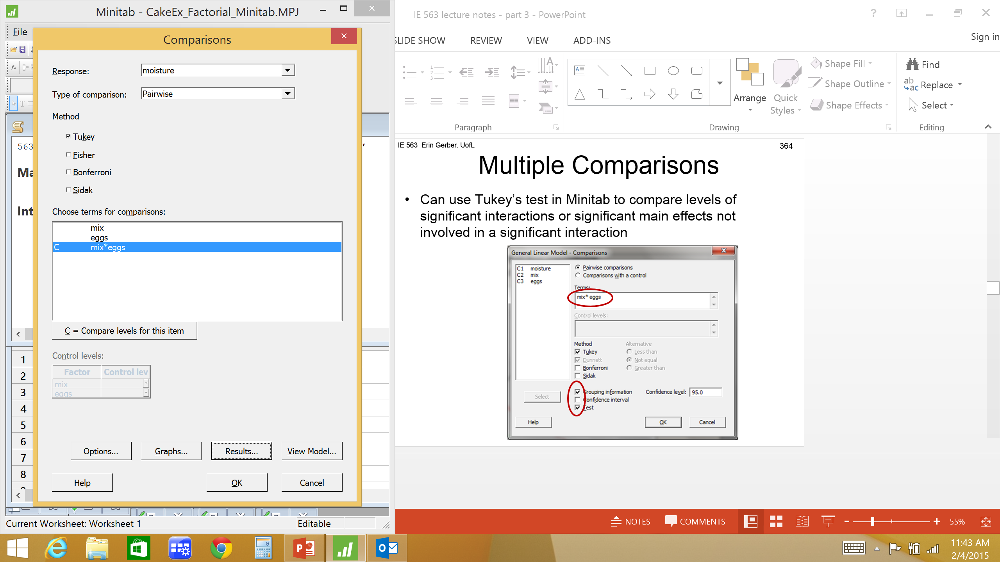 Minitab - CakeEx_Factorial_Minitab.MPJ
File
Comparisons
Response:
moisture
Type of comparison:
Pairwise
Method
Tukey
Fisher
Bonferroni
Sidak
Choose terms for comparisons:
mix
eggs
C mix*eggs
C = Compare levels for this item
Control levels:
Factor Control lev
mix
eggs
Options... Graphs... Results... View Model...
Help OK Cancel
563
Ma
Int
1
2
3
4
5
6
7
8
Current Worksheet: Worksheet 1
Editable
IE 563 lecture notes - part 3 - PowerPoint
?
SLIDE SHOW REVIEW VIEW ADD-INS
Sign in
Arrange
Quick
Styles
Shape Fill
Shape Outline
Shape Effects
Find
Replace
Select
Paragraph
Drawing
Editing
IE 563 Erin Gerber, UofL
364
Multiple Comparisons
• Can use Tukey’s test in Minitab to compare levels of
significant interactions or significant main effects not
involved in a significant interaction
General Linear Model - Comparisons
C1 moisture
C2 mix
C3 eggs
Pairwise comparisons
Comparisons with a control
Terms:
mix* eggs
Control levels:
Method
Tukey
Dunnett
Bonferroni
Sidak
Alternative
Less than
Not equal
Greater than
Select
Grouping information
Confidence interval
Test
Confidence level: 95.0
Help OK Cancel
NOTES
COMMENTS
55%
11:43 AM
2/4/2015